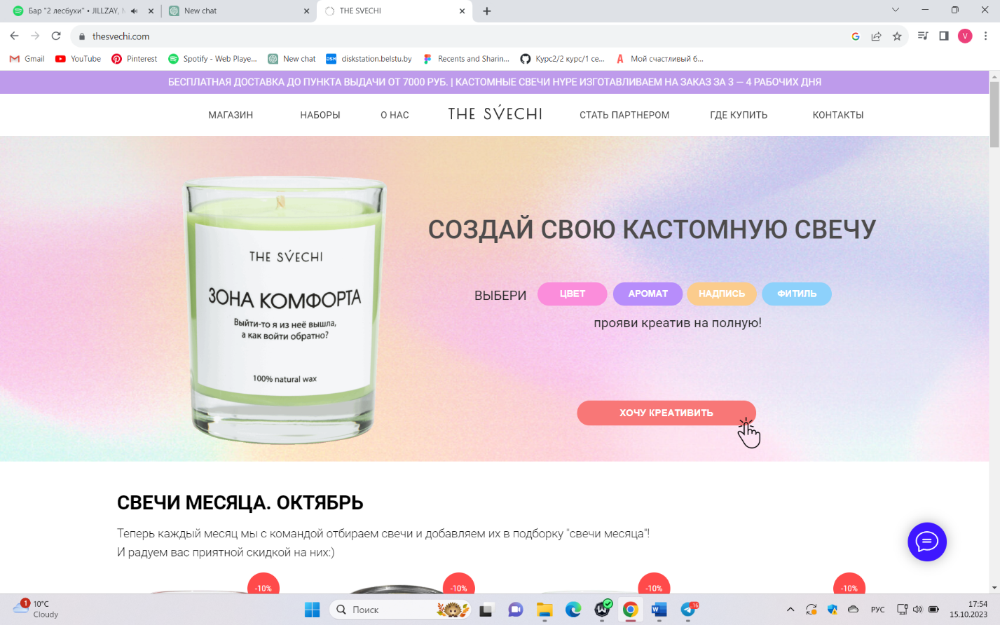 Бар "2 лесбухи" • JILLZAY,
New chat
THE SVECHI
thesvechi.com
V
Gmail
YouTube
Pinterest
Spotify - Web Playe...
New chat
DSM
diskstation.belstu.by
Recents and Sharin...
Курс2/2 курс/1 се...
Мой счастливый б...
БЕСПЛАТНАЯ ДОСТАВКА ДО ПУНКТА ВЫДАЧИ ОТ 7000 РУБ. | КАСТОМНЫЕ СВЕЧИ HYPE ИЗГОТАВЛИВАЕМ НА ЗАКАЗ ЗА 3 — 4 РАБОЧИХ ДНЯ
МАГАЗИН
НАБОРЫ
О НАС
THE SV́ECHI
СТАТЬ ПАРТНЕРОМ
ГДЕ КУПИТЬ
КОНТАКТЫ
THE SV́ECHI
ЗОНА КОМФОРТА
Выйти-то я из неё вышла,
а как войти обратно?
100% natural wax
СОЗДАЙ СВОЮ КАСТОМНУЮ СВЕЧУ
ВЫБЕРИ ЦВЕТ АРОМАТ НАДПИСЬ ФИТИЛЬ
прояви креатив на полную!
ХОЧУ КРЕАТИВИТЬ
СВЕЧИ МЕСЯЦА. ОКТЯБРЬ
Теперь каждый месяц мы с командой отбираем свечи и добавляем их в подборку "свечи месяца"!
И радуем вас приятной скидкой на них:)
-10%
-10%
-10%
-10%
1
10°C
Cloudy
Поиск
16
РУС
17:54
15.10.2023